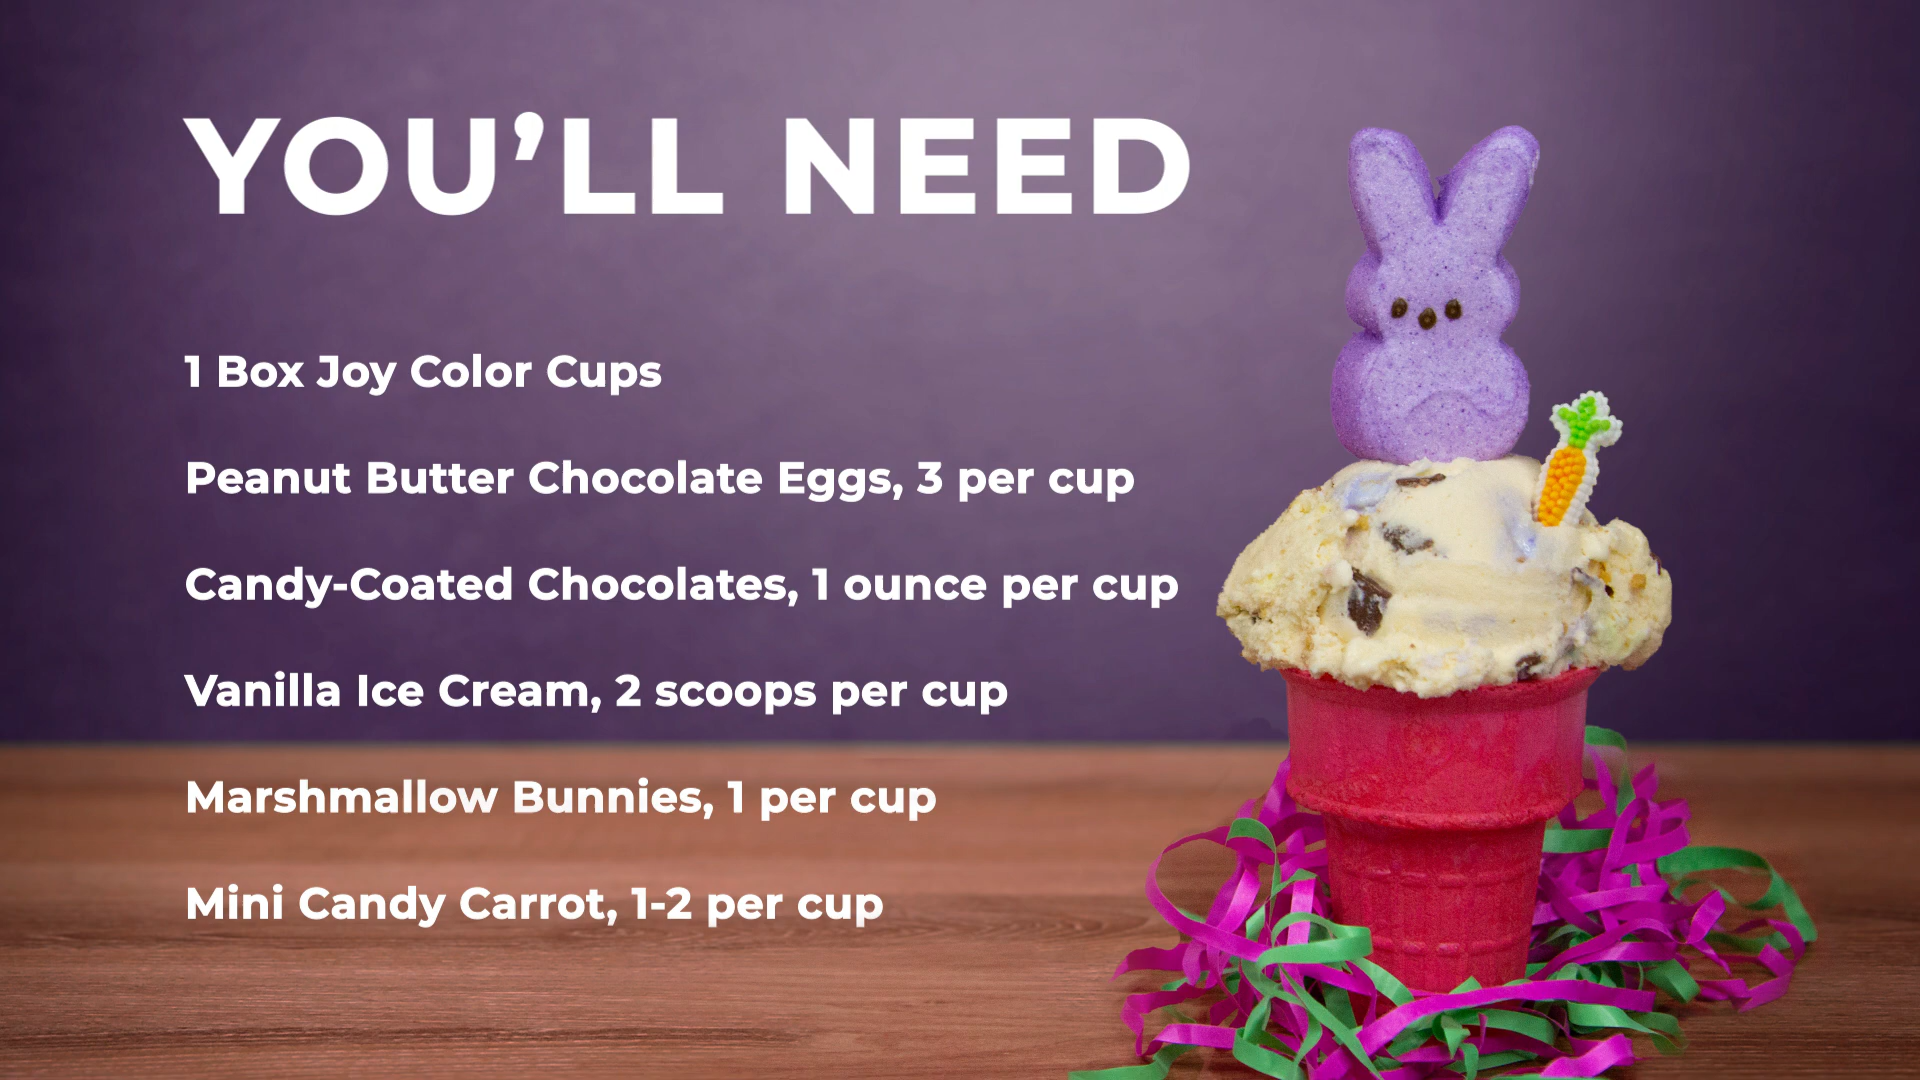 YOU’LL NEED
1 Box Joy Color Cups
Peanut Butter Chocolate Eggs, 3 per cup
Candy-Coated Chocolates, 1 ounce per cup
Vanilla Ice Cream, 2 scoops per cup
Marshmallow Bunnies, 1 per cup
Mini Candy Carrot, 1-2 per cup